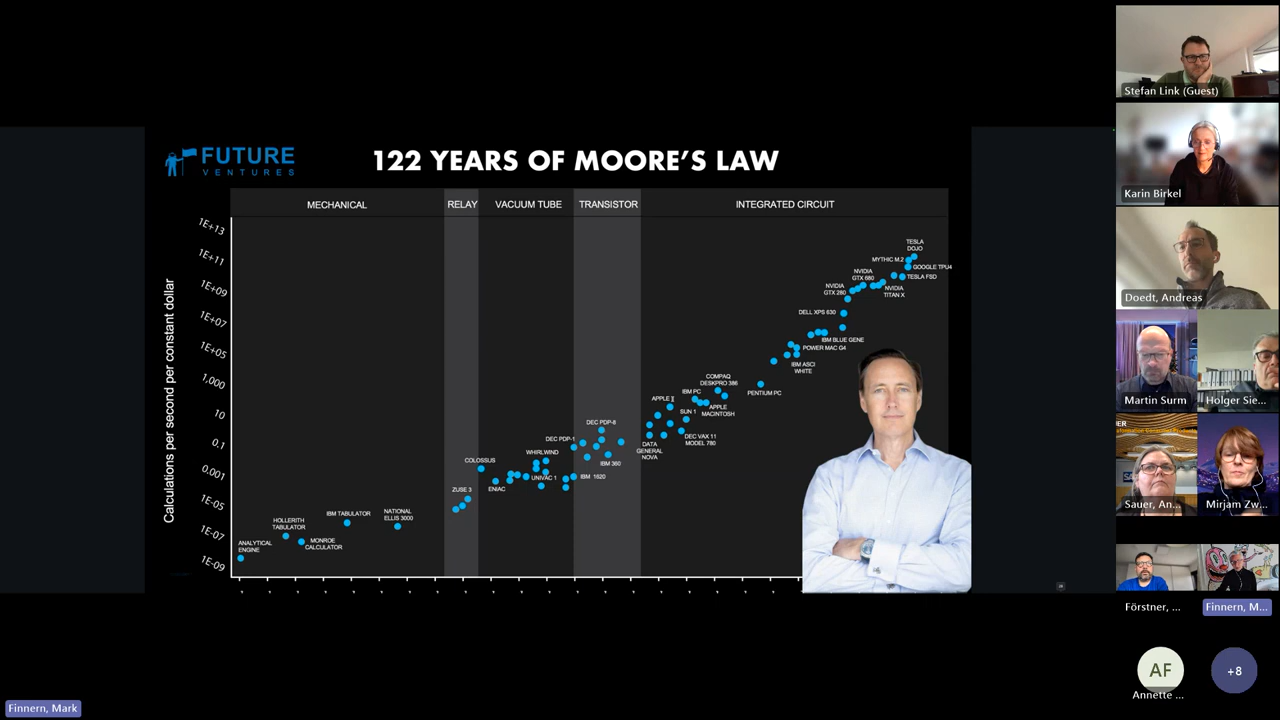 FUTURE
VENTURES
122 YEARS OF MOORE'S LAW
MECHANICAL
RELAY
VACUUM TUBE
TRANSISTOR
INTEGRATED CIRCUIT
Calculations per second per constant dollar
1E+13
1E+11
1E+09
1E+07
1E+05
1,000
10
0.1
0.001
1E-05
1E-07
1E-09
ANALYTICAL
ENGINE
HOLLERITH
TABULATOR
MONROE
CALCULATOR
IBM TABULATOR
NATIONAL
ELLIS 3000
ZUSE 3
COLOSSUS
ENIAC
WHIRLWIND
UNIVAC 1
DEC PDP-1
IBM 1620
DEC PDP-8
IBM 360
DATA
GENERAL
NOVA
APPLE II
DEC VAX 11
MODEL 780
SUN 1
IBM PC
APPLE
MACINTOSH
COMPAQ
DESKPRO 386
PENTIUM PC
IBM ASCI
WHITE
POWER MAC G4
IBM BLUE GENE
DELL XPS 630
NVIDIA
GTX 280
NVIDIA
GTX 680
NVIDIA
TITAN X
MYTHIC M.2
TESLA
DOJO
GOOGLE TPU4
TESLA FSD
Stefan Link (Guest)
Karin Birkel
Doedt, Andreas
Martin Surm
Holger Sie...
Sauer, An...
Mirjam Zw...
Förstner, ...
Finnern, M...
AF
Annette ...
+8
Finnern, Mark